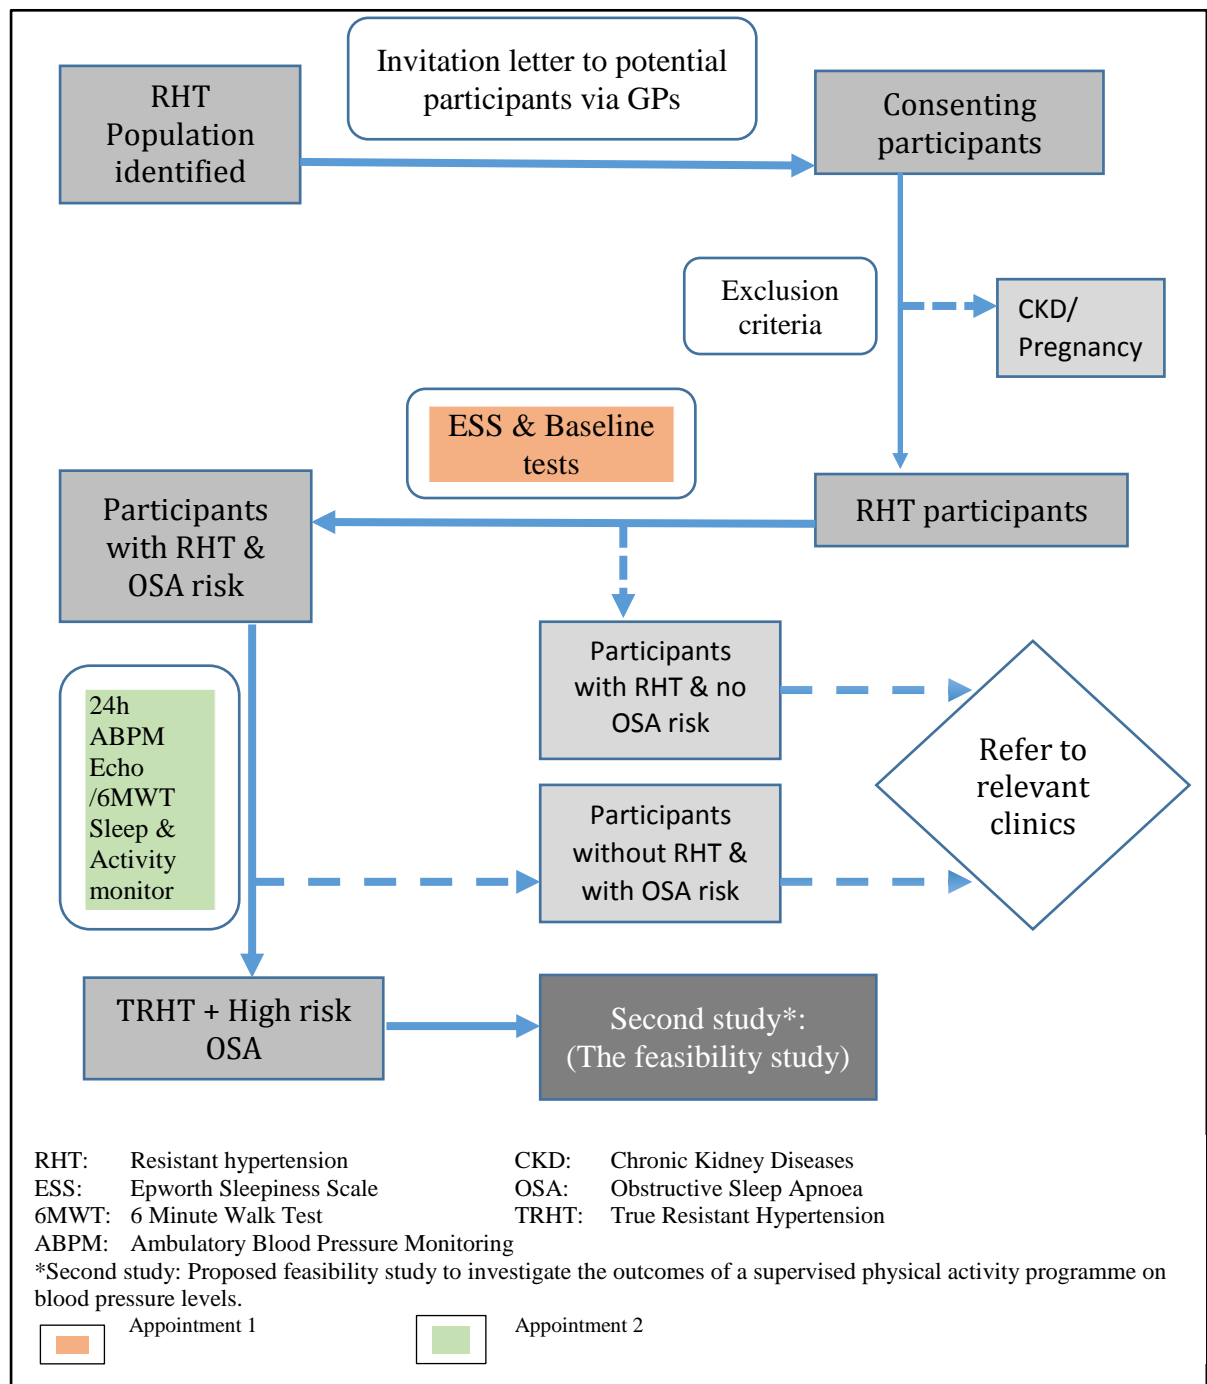 RHT
Population
identified
Invitation letter to potential
participants via GPs
Consenting
participants
Exclusion
criteria
CKD/
Pregnancy
ESS & Baseline
tests
RHT participants
Participants
with RHT &
OSA risk
Participants
with RHT & no
OSA risk
24h
ABPM
Echo
/6MWT
Sleep &
Activity
monitor
Refer to
relevant
clinics
Participants
without RHT &
with OSA risk
TRHT + High risk
OSA
Second study*:
(The feasibility study)
RHT: Resistant hypertension CKD: Chronic Kidney Diseases
ESS: Epworth Sleepiness Scale OSA: Obstructive Sleep Apnoea
6MWT: 6 Minute Walk Test TRHT: True Resistant Hypertension
ABPM: Ambulatory Blood Pressure Monitoring
*Second study: Proposed feasibility study to investigate the outcomes of a supervised physical activity programme on
blood pressure levels.
Appointment 1 Appointment 2